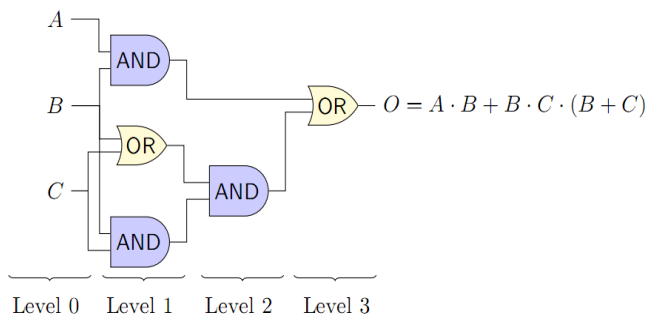 A
AND
B
OR
O = A · B + B · C · (B + C)
OR
C
AND
AND
Level 0
Level 1
Level 2
Level 3